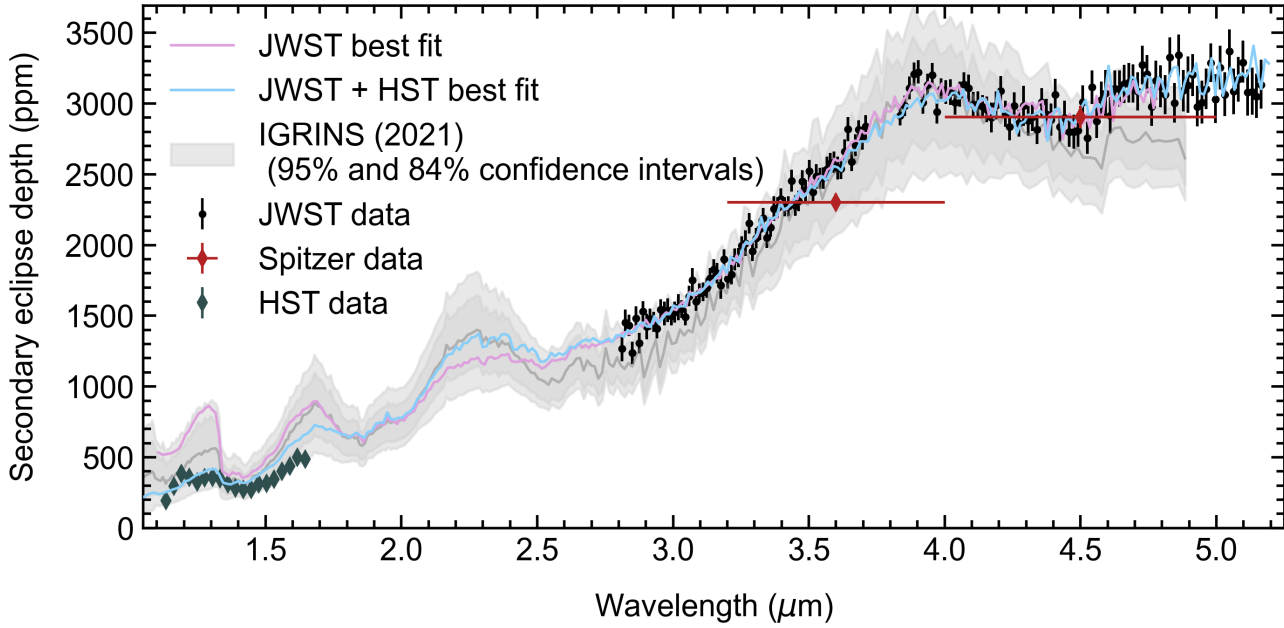 3500
3000
2500
2000
1500
1000
500
0
Secondary eclipse depth (ppm)
JWST best fit
JWST + HST best fit
IGRINS (2021)
(95% and 84% confidence intervals)
JWST data
Spitzer data
HST data
1.5 2.0 2.5 3.0 3.5 4.0 4.5 5.0
Wavelength (μm)